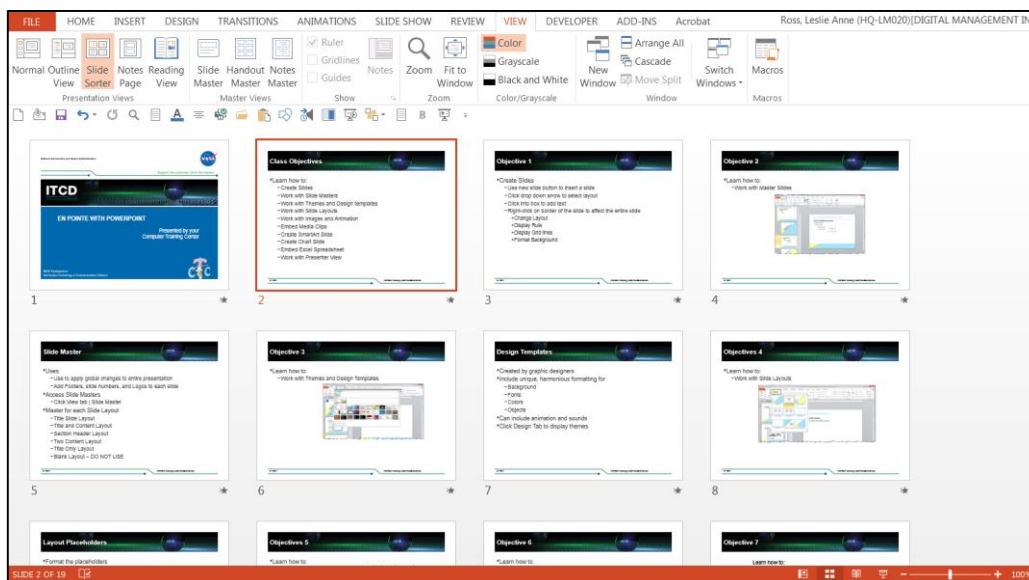 FILE HOME INSERT DESIGN TRANSITIONS ANIMATIONS SLIDE SHOW REVIEW VIEW DEVELOPER ADD-INS Acrobat Ross, Leslie Anne (HQ-LM020)[DIGITAL MANAGEMENT IN
Normal Outline View Slide Sorter Notes Page Reading View
Presentation Views
Slide Master Handout Master Notes Master
Master Views
Ruler
Gridlines
Guides
Notes
Show
Zoom Fit to Window
Zoom
Color
Grayscale
Black and White
Color/Grayscale
New Window
Arrange All
Cascade
Move Split
Switch Windows
Window
Macros
Macros
ITCD
EN POINTE WITH POWERPOINT
Presented by your
Computer Training Center
CTC
1
Class Objectives
•Learn how to:
–Create Slides
–Work with Slide Masters
–Work with Themes and Design templates
–Work with Slide Layouts
–Work with Images and Animation
–Embed Media Clips
–Create SmartArt Slide
–Create Chart Slide
–Embed Excel Spreadsheet
–Work with Presenter View
2
Objective 1
•Create Slides
–Use new slide button to insert a slide
–Click drop down arrow to select layout
–Click into box to add text
–Right-click on border of the slide to affect the entire slide
•Change Layout
•Display Rule
•Display Grid lines
•Format Background
3
Objective 2
•Learn how to:
–Work with Master Slides
4
Slide Master
•Uses:
–Use to apply global changes to entire presentation
–Add Footers, slide numbers, and Logos to each slide
•Access Slide Masters
–Click View tab | Slide Master
•Master for each Slide Layout
–Title Slide Layout
–Title and Content Layout
–Section Header Layout
–Two Content Layout
–Title Only Layout
–Blank Layout – DO NOT USE
5
Objective 3
•Learn how to:
–Work with Themes and Design Templates
6
Design Templates
•Created by graphic designers
•Include unique, harmonious formatting for
–Background
–Fonts
–Colors
–Objects
•Can include animation and sounds
•Click Design Tab to display themes
7
Objectives 4
•Learn how to:
–Work with Slide Layouts
8
Layout Placeholders
•Format the placeholders
Objectives 5
•Learn how to:
Objective 6
•Learn how to:
Objective 7
Learn how to:
SLIDE 2 OF 19
100%